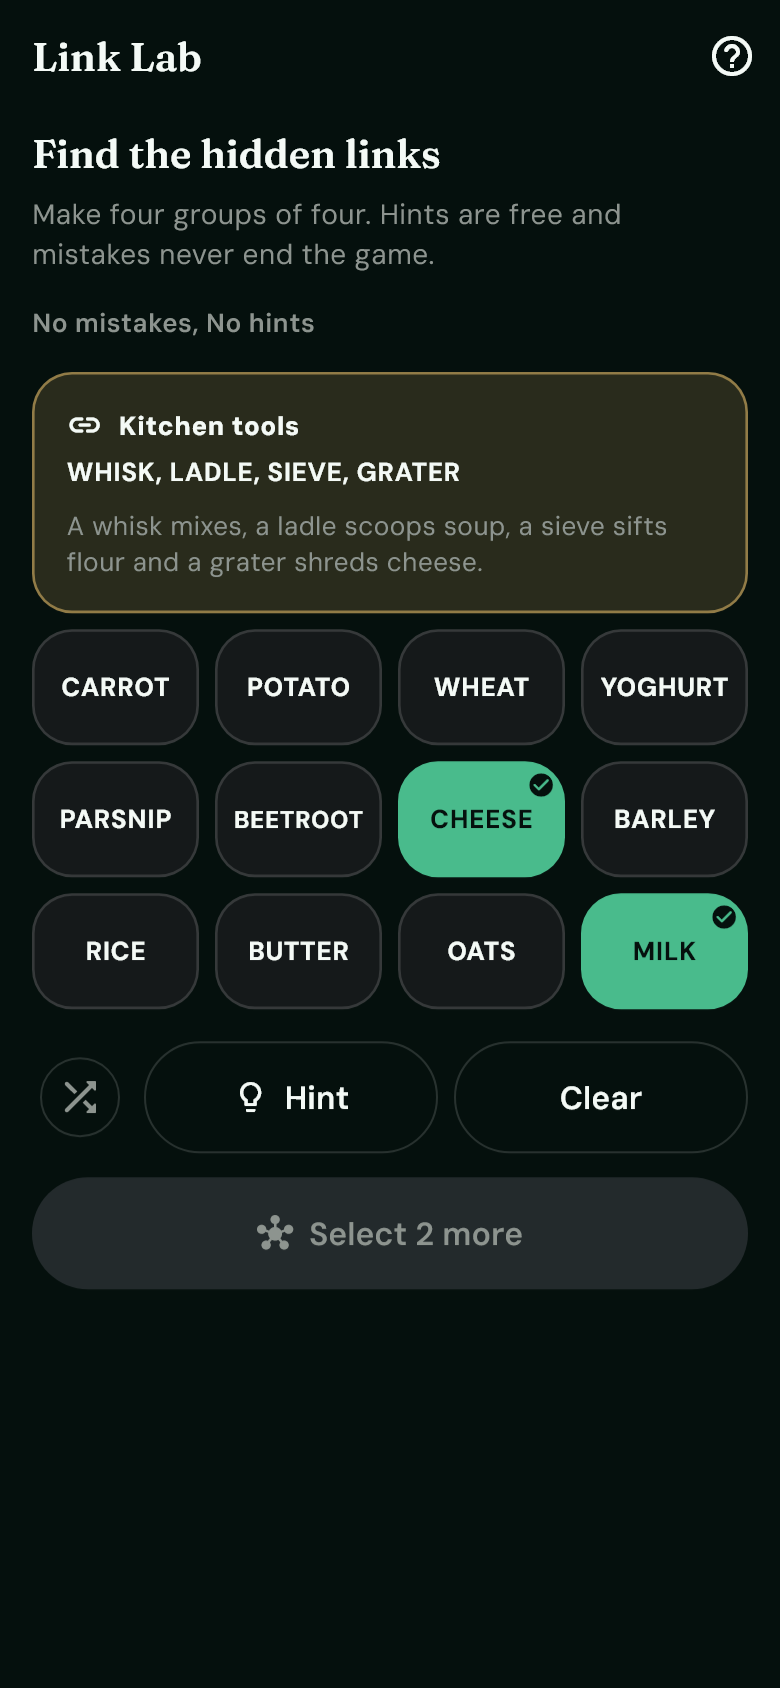 Link Lab
Find the hidden links
Make four groups of four. Hints are free and
mistakes never end the game.
No mistakes, No hints
Kitchen tools
WHISK, LADLE, SIEVE, GRATER
A whisk mixes, a ladle scoops soup, a sieve sifts
flour and a grater shreds cheese.
CARROT POTATO WHEAT YOGHURT
PARSNIP BEETROOT CHEESE BARLEY
RICE BUTTER OATS MILK
Hint Clear
Select 2 more